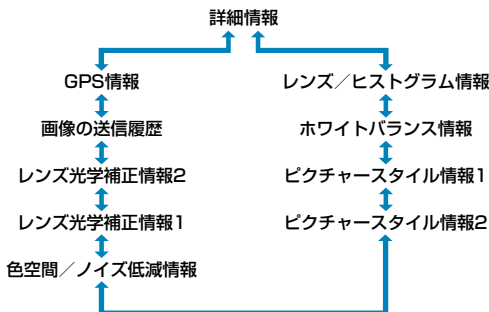 詳細情報
GPS情報
レンズ／ヒストグラム情報
画像の送信履歴
ホワイトバランス情報
レンズ光学補正情報2
ピクチャースタイル情報1
レンズ光学補正情報1
ピクチャースタイル情報2
色空間／ノイズ低減情報